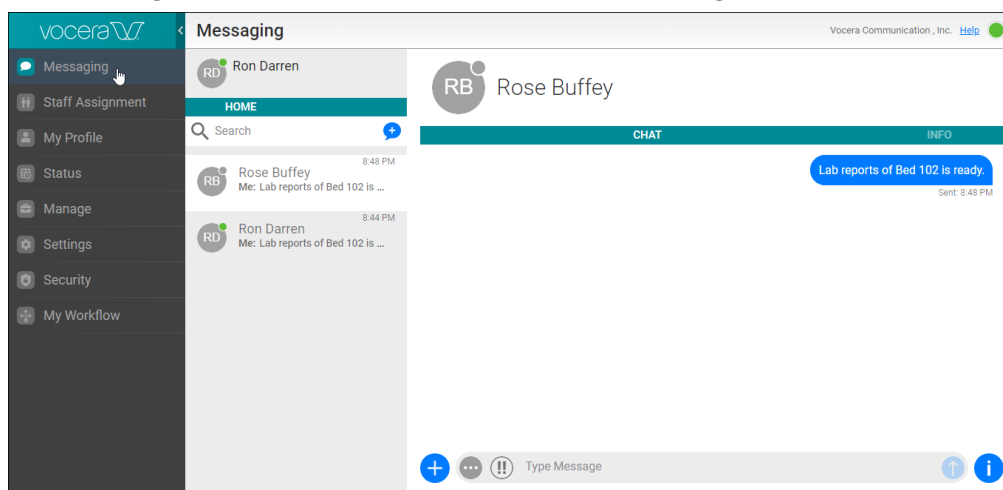 vocera
Messaging
Vocera Communication , Inc. Help
Messaging
Staff Assignment
My Profile
Status
Manage
Settings
Security
My Workflow
RD
Ron Darren
HOME
Search
8:48 PM
RB
Rose Buffey
Me: Lab reports of Bed 102 is ...
8:44 PM
RD
Ron Darren
Me: Lab reports of Bed 102 is ...
RB
Rose Buffey
CHAT
INFO
Lab reports of Bed 102 is ready.
Sent: 8:48 PM
Type Message